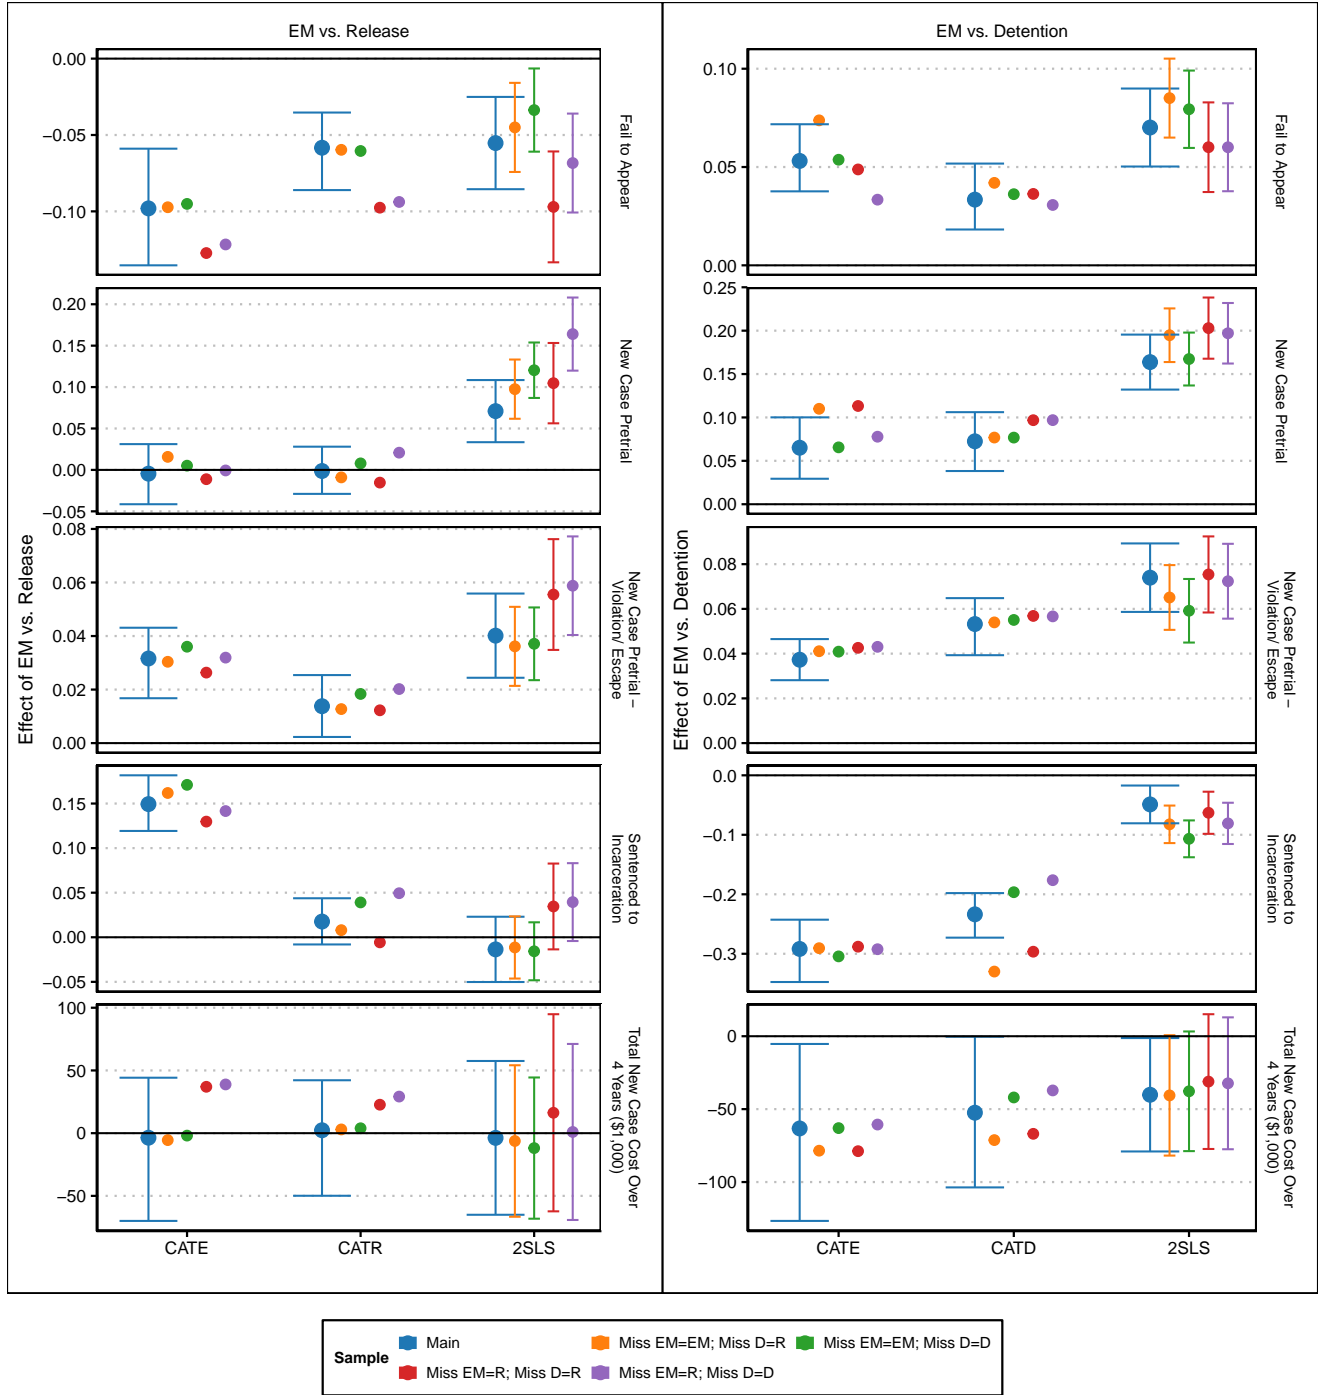 EM vs. Release
EM vs. Detention
Effect of EM vs. Release
0.00
−0.05
−0.10
Fail to Appear
0.20
0.15
0.10
0.05
0.00
−0.05
New Case Pretrial
0.08
0.06
0.04
0.02
0.00
New Case Pretrial –
Violation/ Escape
0.15
0.10
0.05
0.00
−0.05
Sentenced to
Incarceration
100
50
0
−50
Total New Case Cost Over
4 Years ($1,000)
CATE
CATR
2SLS
Effect of EM vs. Detention
0.10
0.05
0.00
Fail to Appear
0.25
0.20
0.15
0.10
0.05
0.00
New Case Pretrial
0.08
0.06
0.04
0.02
0.00
New Case Pretrial –
Violation/ Escape
0.0
−0.1
−0.2
−0.3
Sentenced to
Incarceration
0
−50
−100
Total New Case Cost Over
4 Years ($1,000)
CATE
CATD
2SLS
Sample
Main
Miss EM=EM; Miss D=R
Miss EM=EM; Miss D=D
Miss EM=R; Miss D=R
Miss EM=R; Miss D=D